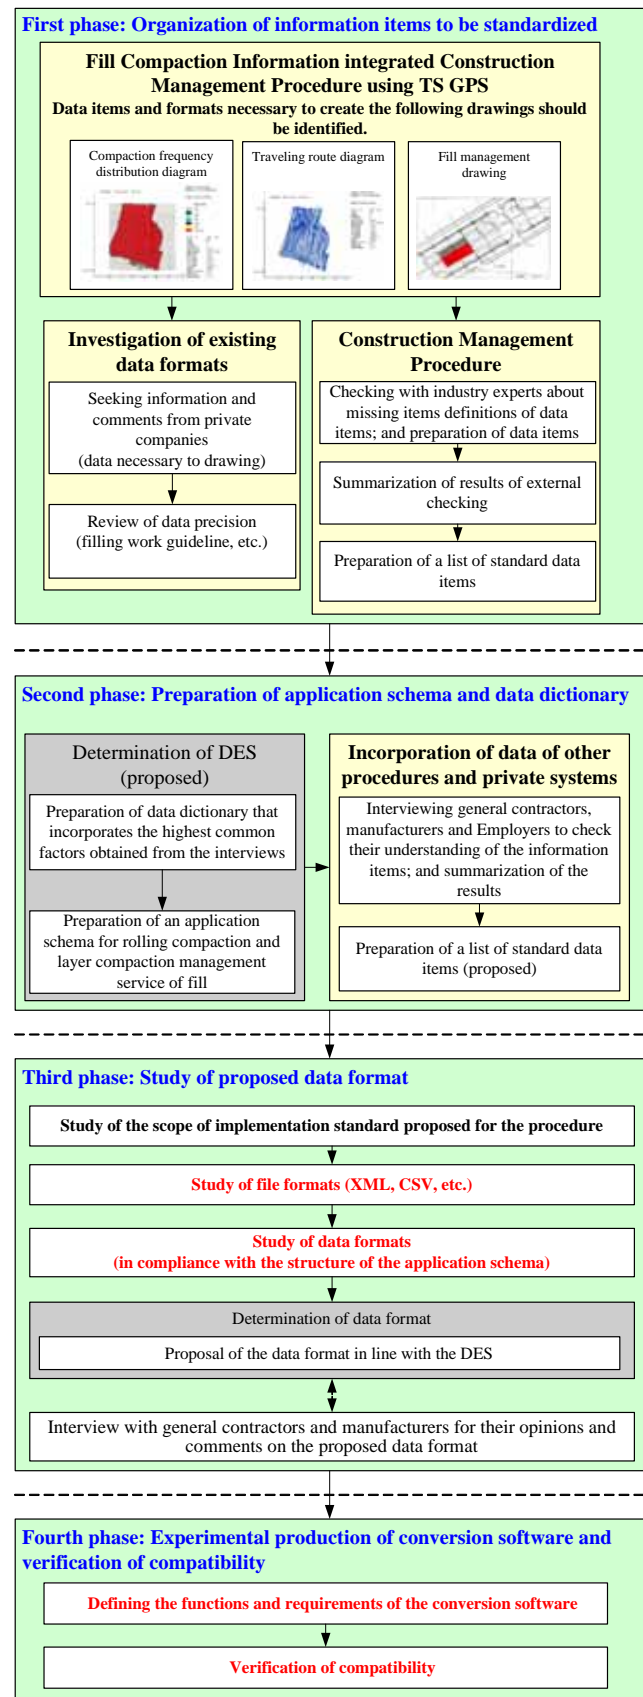 First phase: Organization of information items to be standardized
Fill Compaction Information integrated Construction
Management Procedure using TS GPS
Data items and formats necessary to create the following drawings should
be identified.
Compaction frequency
distribution diagram
Traveling route diagram
Fill management
drawing
Investigation of existing
data formats
Seeking information and
comments from private
companies
(data necessary to drawing)
Review of data precision
(filling work guideline, etc.)
Construction Management
Procedure
Checking with industry experts about
missing items definitions of data
items; and preparation of data items
Summarization of results of external
checking
Preparation of a list of standard data
items
Second phase: Preparation of application schema and data dictionary
Determination of DES
(proposed)
Preparation of data dictionary that
incorporates the highest common
factors obtained from the interviews
Preparation of an application
schema for rolling compaction and
layer compaction management
service of fill
Incorporation of data of other
procedures and private systems
Interviewing general contractors,
manufacturers and Employers to check
their understanding of the information
items; and summarization of the
results
Preparation of a list of standard data
items (proposed)
Third phase: Study of proposed data format
Study of the scope of implementation standard proposed for the procedure
Study of file formats (XML, CSV, etc.)
Study of data formats
(in compliance with the structure of the application schema)
Determination of data format
Proposal of the data format in line with the DES
Interview with general contractors and manufacturers for their opinions and
comments on the proposed data format
Fourth phase: Experimental production of conversion software and
verification of compatibility
Defining the functions and requirements of the conversion software
Verification of compatibility